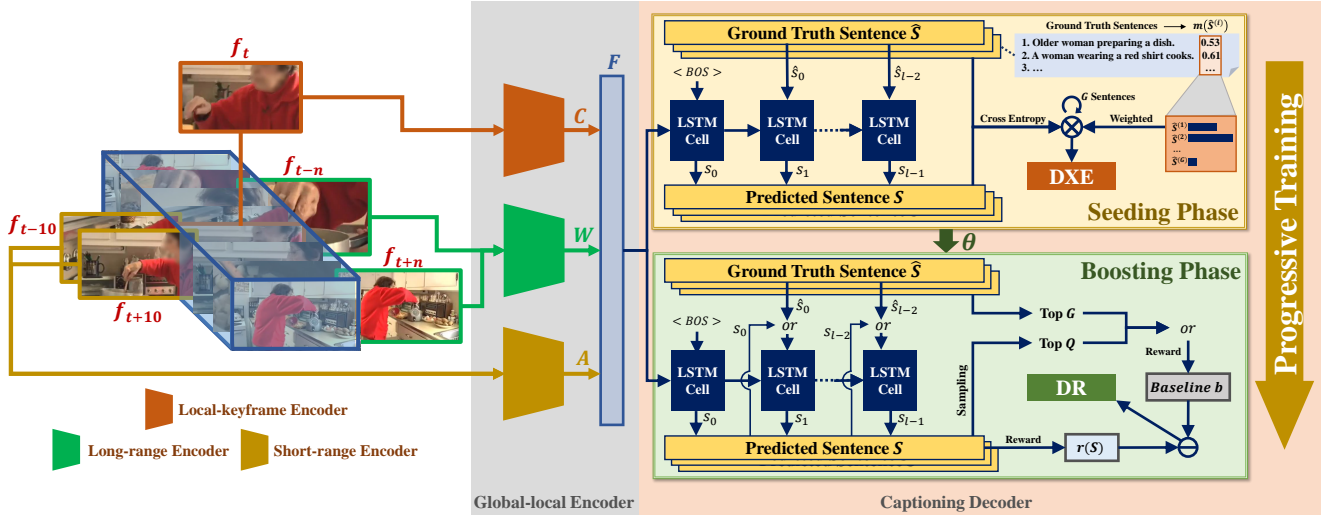 f_t
f_{t-n}
f_{t-10}
f_{t+n}
f_{t+10}
Local-keyframe Encoder
Long-range Encoder
Short-range Encoder
C
W
A
F
Global-local Encoder
Ground Truth Sentence Ŝ
< BOS >
ŝ_0
ŝ_{l-2}
LSTM Cell
LSTM Cell
LSTM Cell
s_0
s_1
s_{l-1}
Predicted Sentence S
Ground Truth Sentences → m(Ŝ^{(i)})
1. Older woman preparing a dish. 0.53
2. A woman wearing a red shirt cooks. 0.61
3. ... ...
G Sentences
Cross Entropy
Weighted
Ŝ^{(1)}
Ŝ^{(2)}
...
Ŝ^{(G)}
DXE
Seeding Phase
θ
Boosting Phase
Ground Truth Sentence Ŝ
< BOS >
s_0
ŝ_0
or
s_{l-2}
ŝ_{l-2}
or
LSTM Cell
LSTM Cell
LSTM Cell
s_0
s_1
s_{l-1}
Predicted Sentence S
Sampling
Top G
Top Q
or
Reward
Baseline b
DR
Reward
r(S)
Captioning Decoder
Progressive Training